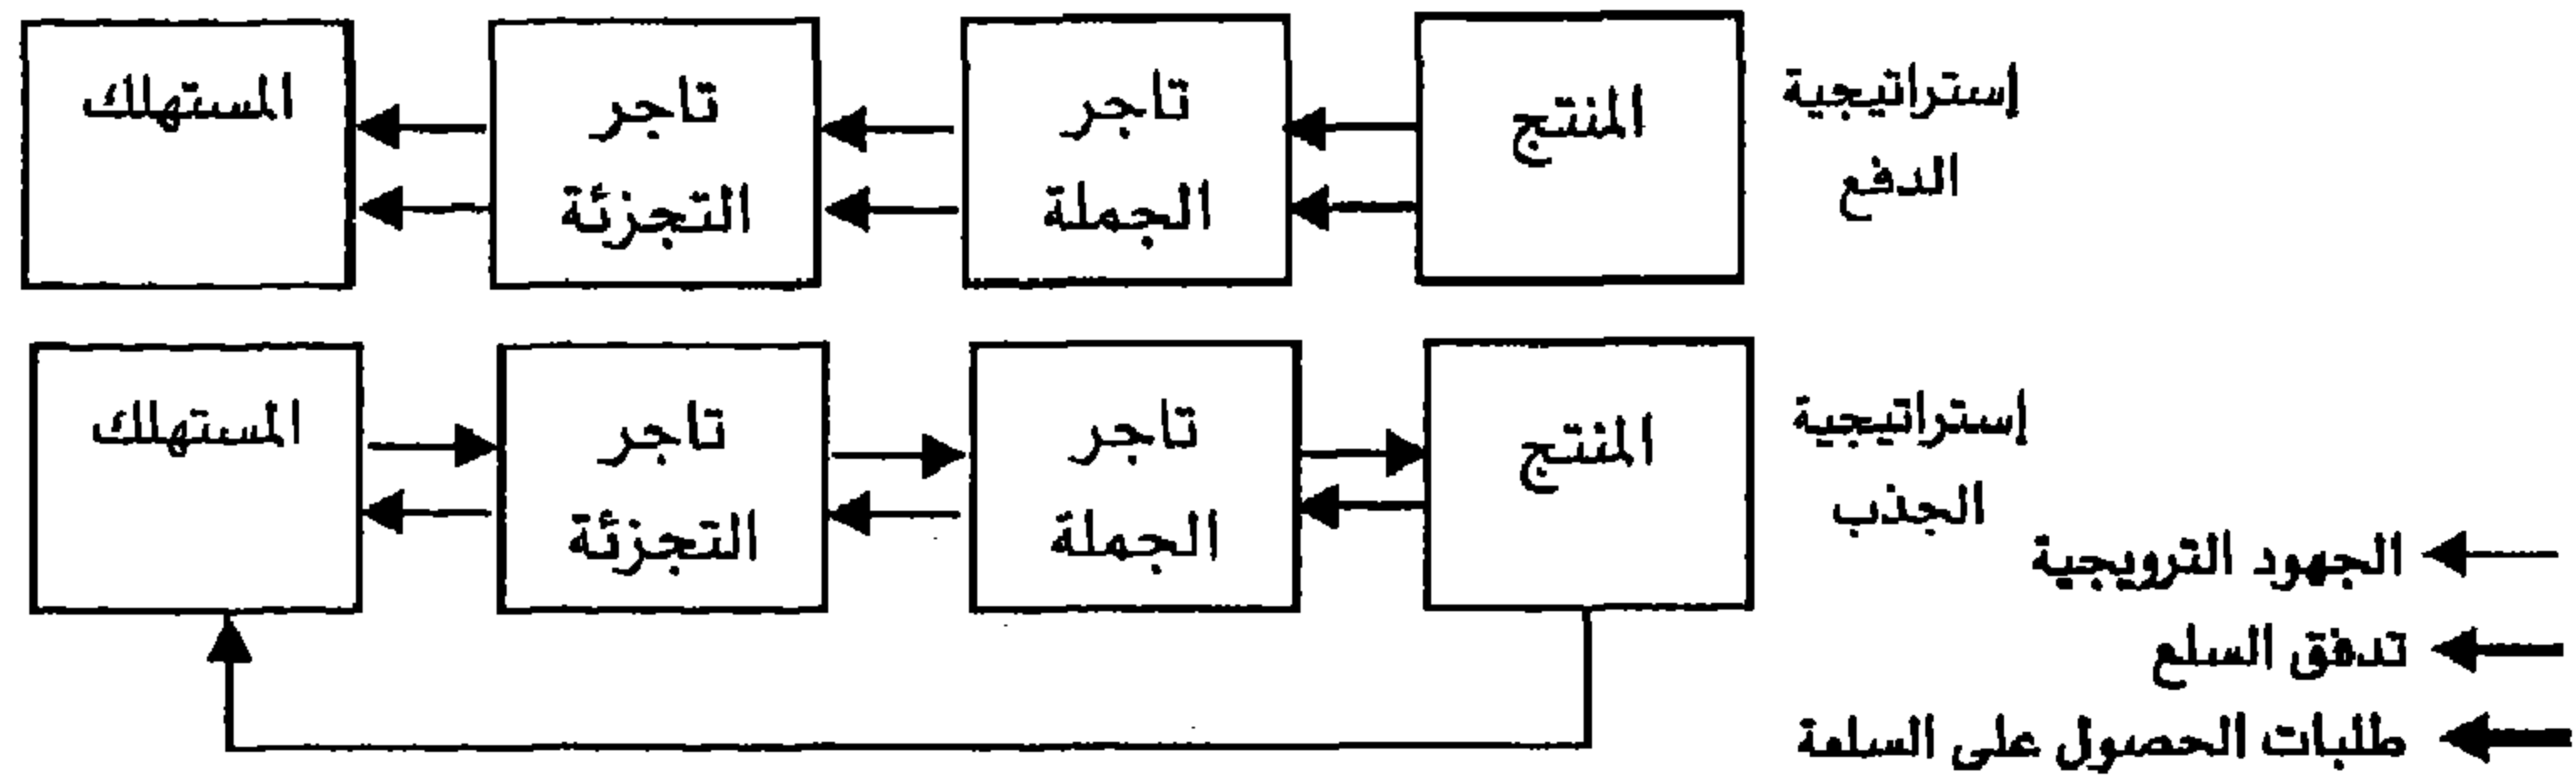 إستراتيجية
الدفع
المنتج
تاجر
الجملة
تاجر
التجزئة
المستهلك
إستراتيجية
الجذب
المنتج
تاجر
الجملة
تاجر
التجزئة
المستهلك
الجهود الترويجية
تدفق السلع
طلبات الحصول على السلعة